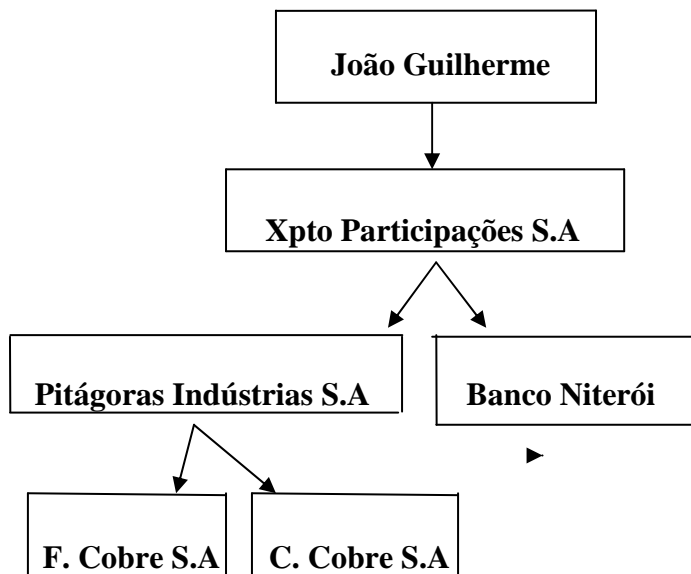 João Guilherme
Xpto Participações S.A
Pitágoras Indústrias S.A
Banco Niterói
F. Cobre S.A
C. Cobre S.A